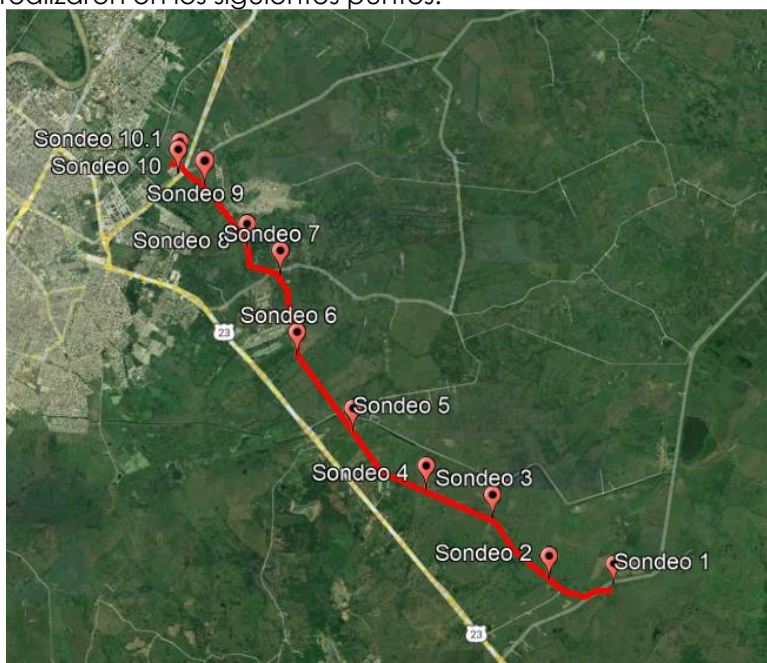 realizaron en los siguientes puntos:
Sondeo 10.1
Sondeo 10
Sondeo 9
Sondeo 8
Sondeo 7
23
Sondeo 6
Sondeo 5
Sondeo 4
Sondeo 3
Sondeo 2
Sondeo 1
23